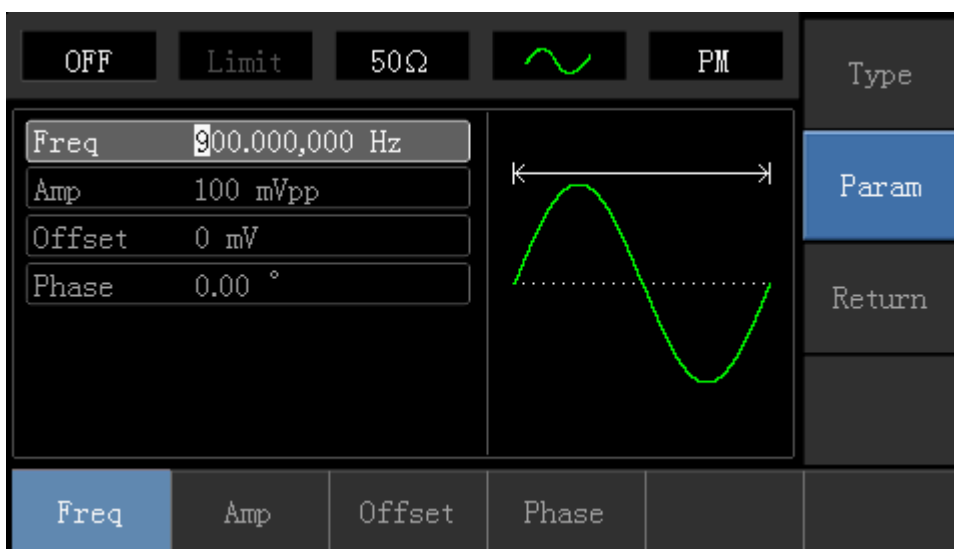 OFF Limit 50Ω PM
Type
Freq 900.000,000 Hz
Amp 100 mVpp
Param
Offset 0 mV
Phase 0.00 °
Return
Freq Amp Offset Phase